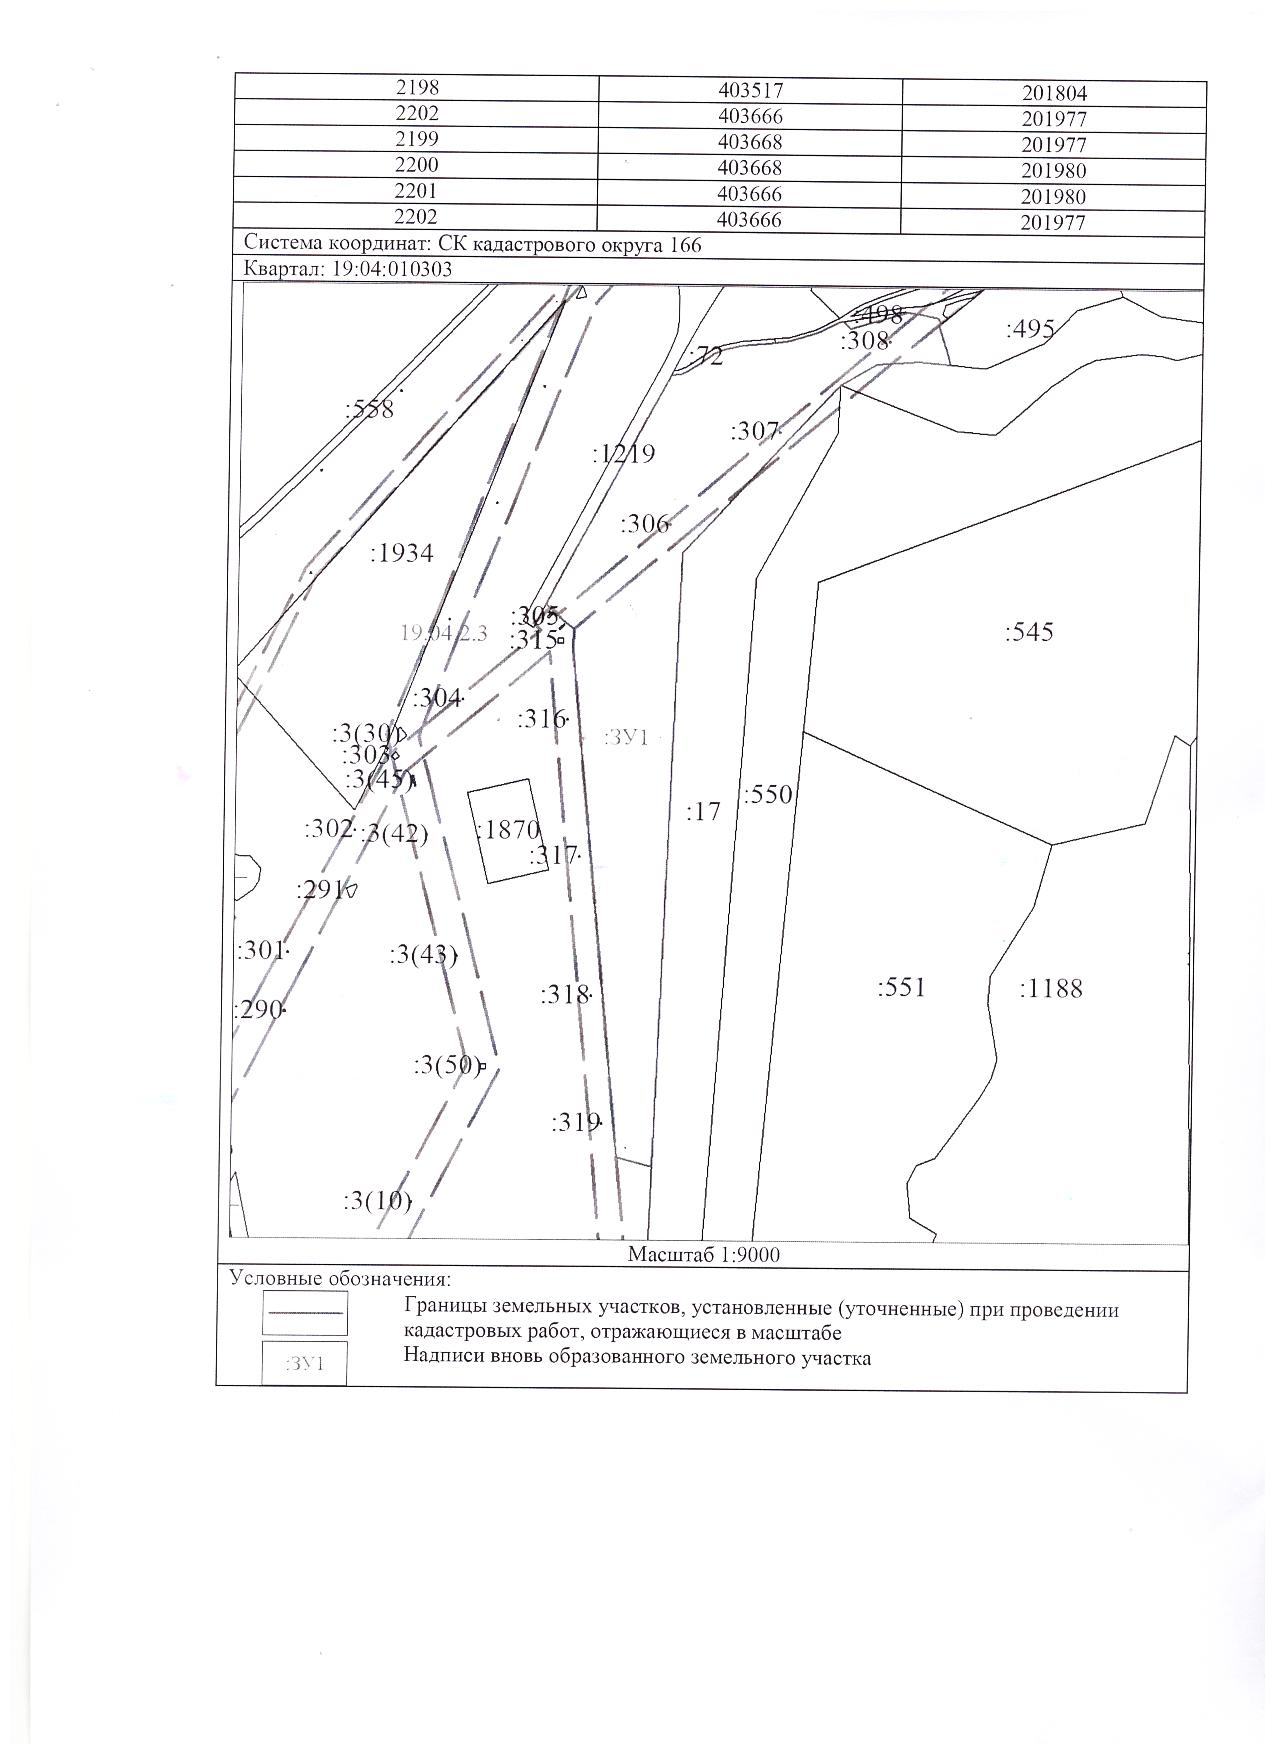 2198 403517 201804
2202 403666 201977
2199 403668 201977
2200 403668 201980
2201 403666 201980
2202 403666 201977
Система координат: СК кадастрового округа 166
Квартал: 19:04:010303
:498
:308
:495
:72
:558
:307
:1219
:306
:1934
:305
19.04.2.3
:315
:545
:304
:316
:3(30)
:ЗУ1
:303
:3(45)
:550
:17
:302
:3(42)
:1870
:317
:291
:301
:3(43)
:318
:551
:1188
:290
:3(50)
:319
:3(10)
Масштаб 1:9000
Условные обозначения:
Границы земельных участков, установленные (уточненные) при проведении
кадастровых работ, отражающиеся в масштабе
:ЗУ1 Надписи вновь образованного земельного участка